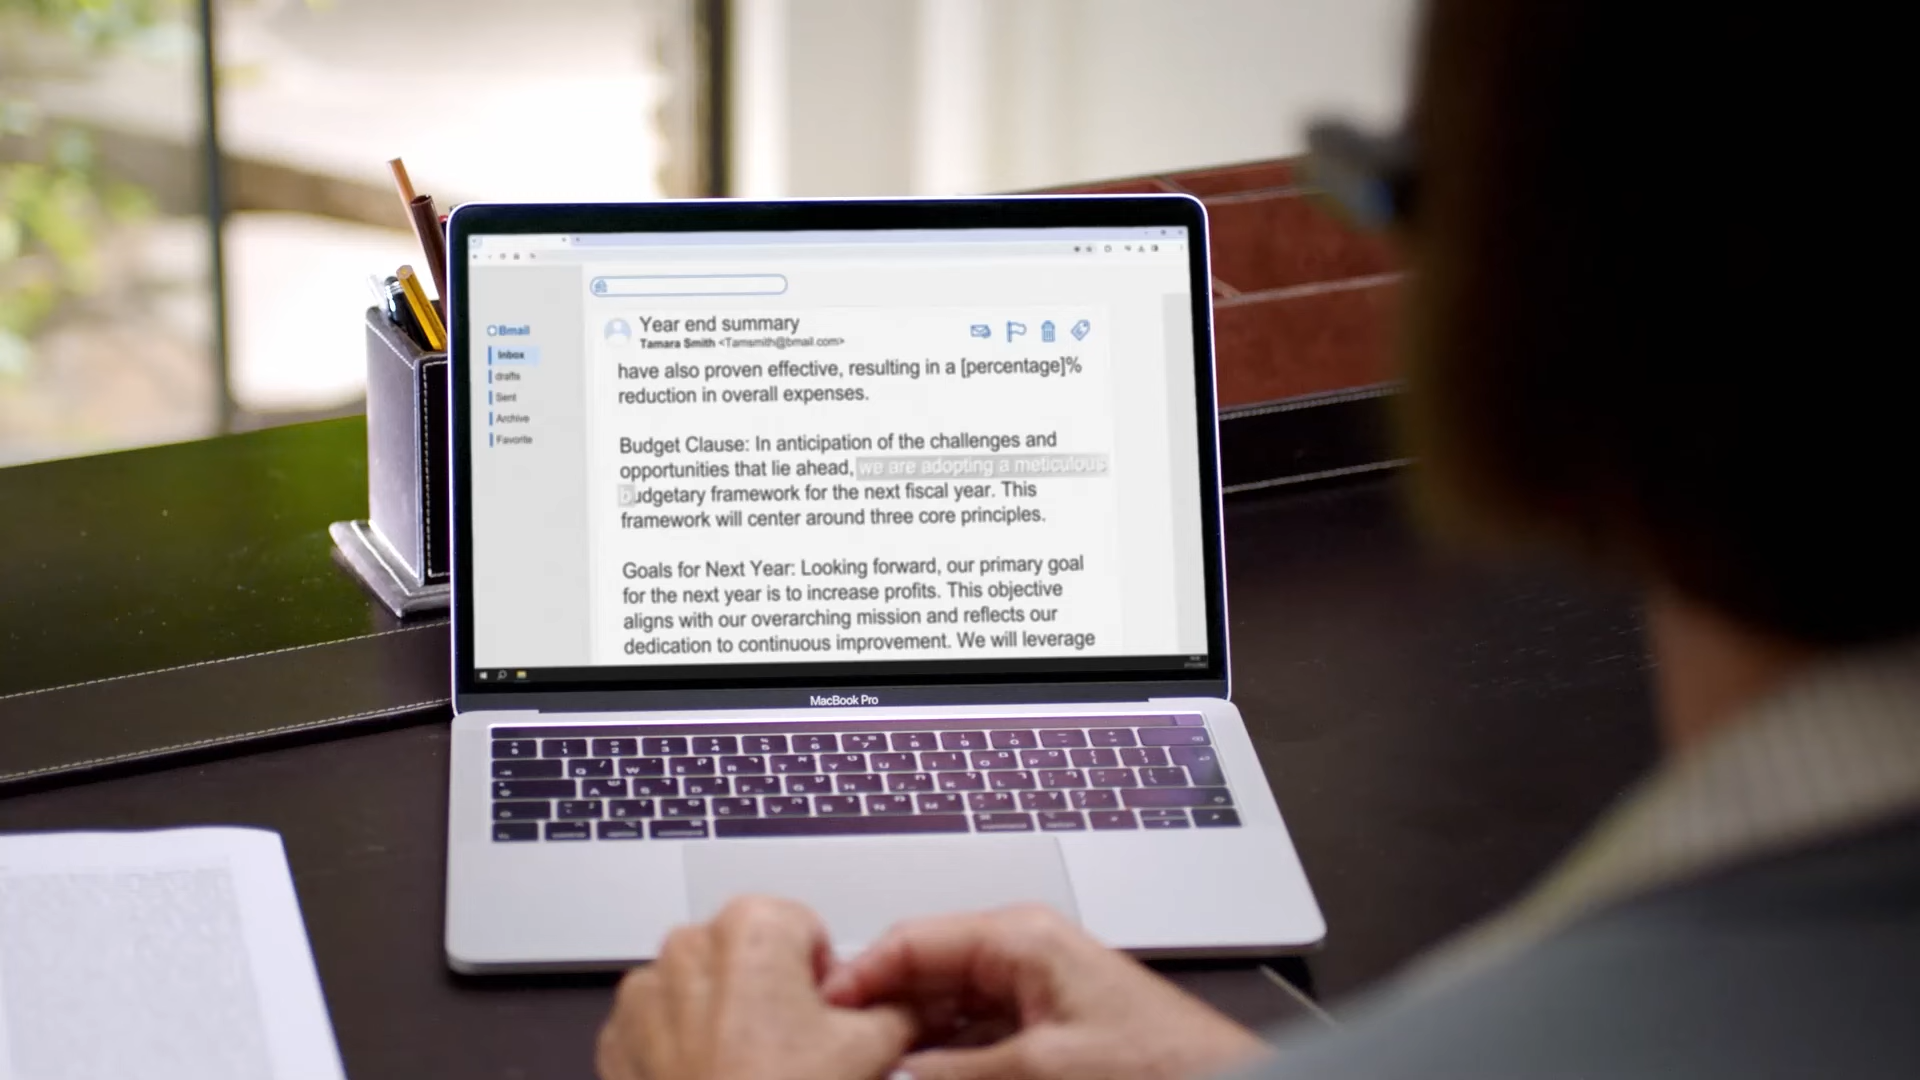 Bmail
Inbox
drafts
Sent
Archive
Favorite
Year end summary
Tamara Smith <Tamsmith@bmail.com>
have also proven effective, resulting in a [percentage]%
reduction in overall expenses.
Budget Clause: In anticipation of the challenges and
opportunities that lie ahead, we are adopting a meticulous
budgetary framework for the next fiscal year. This
framework will center around three core principles.
Goals for Next Year: Looking forward, our primary goal
for the next year is to increase profits. This objective
aligns with our overarching mission and reflects our
dedication to continuous improvement. We will leverage
MacBook Pro